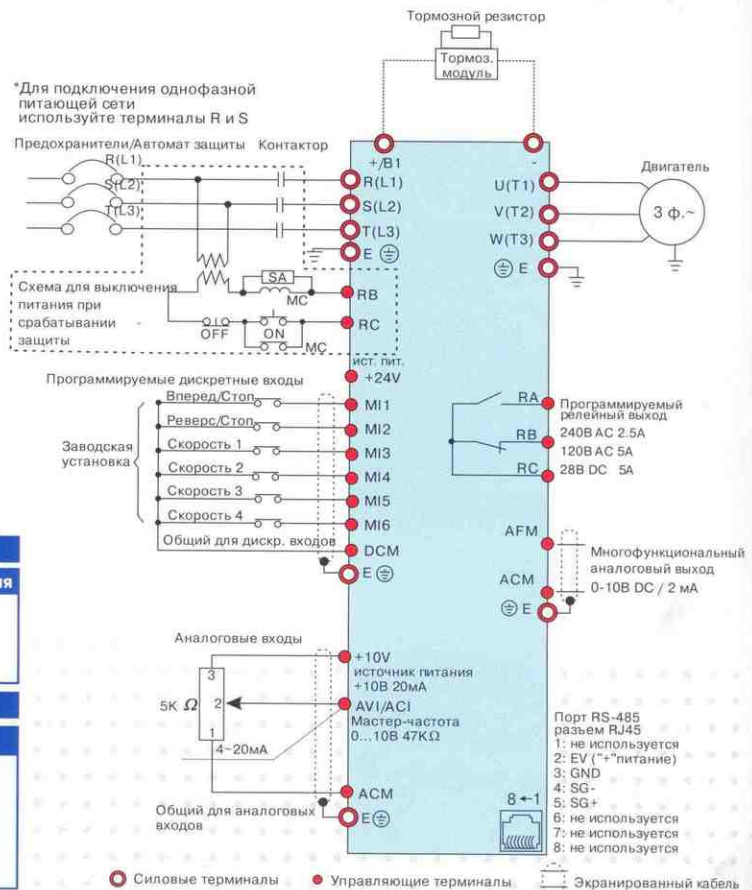 Тормозной резистор
Тормоз.
модуль
*Для подключения однофазной
питающей сети
используйте терминалы R и S
Предохранители/Автомат защиты Контактор
R(L1)
S(L2)
T(L3)
+/B1
-
R(L1)
S(L2)
T(L3)
E
U(T1)
V(T2)
W(T3)
E
Двигатель
3 ф.~
Схема для выключения
питания при
срабатывании
защиты
SA
MC
OFF
ON
MC
RB
RC
ист. пит.
+24V
Программируемые дискретные входы
Вперед/Стоп
Реверс/Стоп
Скорость 1
Скорость 2
Скорость 3
Скорость 4
Общий для дискр. входов
Заводская
установка
MI1
MI2
MI3
MI4
MI5
MI6
DCM
E
RA
RB
RC
Программируемый
релейный выход
240В AC 2.5A
120В AC 5A
28В DC 5A
AFM
ACM
E
Многофункциональный
аналоговый выход
0-10В DC / 2 мА
ия
Аналоговые входы
3
2
1
5K Ω
4~20мА
+10V
источник питания
+10В 20мА
AVI/ACI
Мастер-частота
0...10В 47KΩ
ACM
E
Общий для аналоговых
входов
8←1
Порт RS-485
разъем RJ45
1: не используется
2: EV ("+"питание)
3: GND
4: SG-
5: SG+
6: не используется
7: не используется
8: не используется
Силовые терминалы
Управляющие терминалы
Экранированный кабель